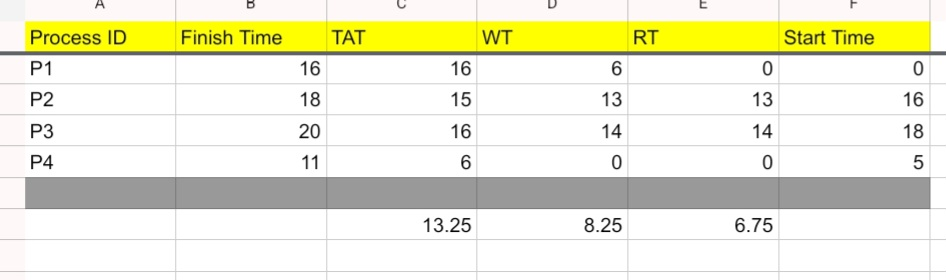 A B C D E F
Process ID Finish Time TAT WT RT Start Time
P1 16 16 6 0 0
P2 18 15 13 13 16
P3 20 16 14 14 18
P4 11 6 0 0 5
13.25 8.25 6.75